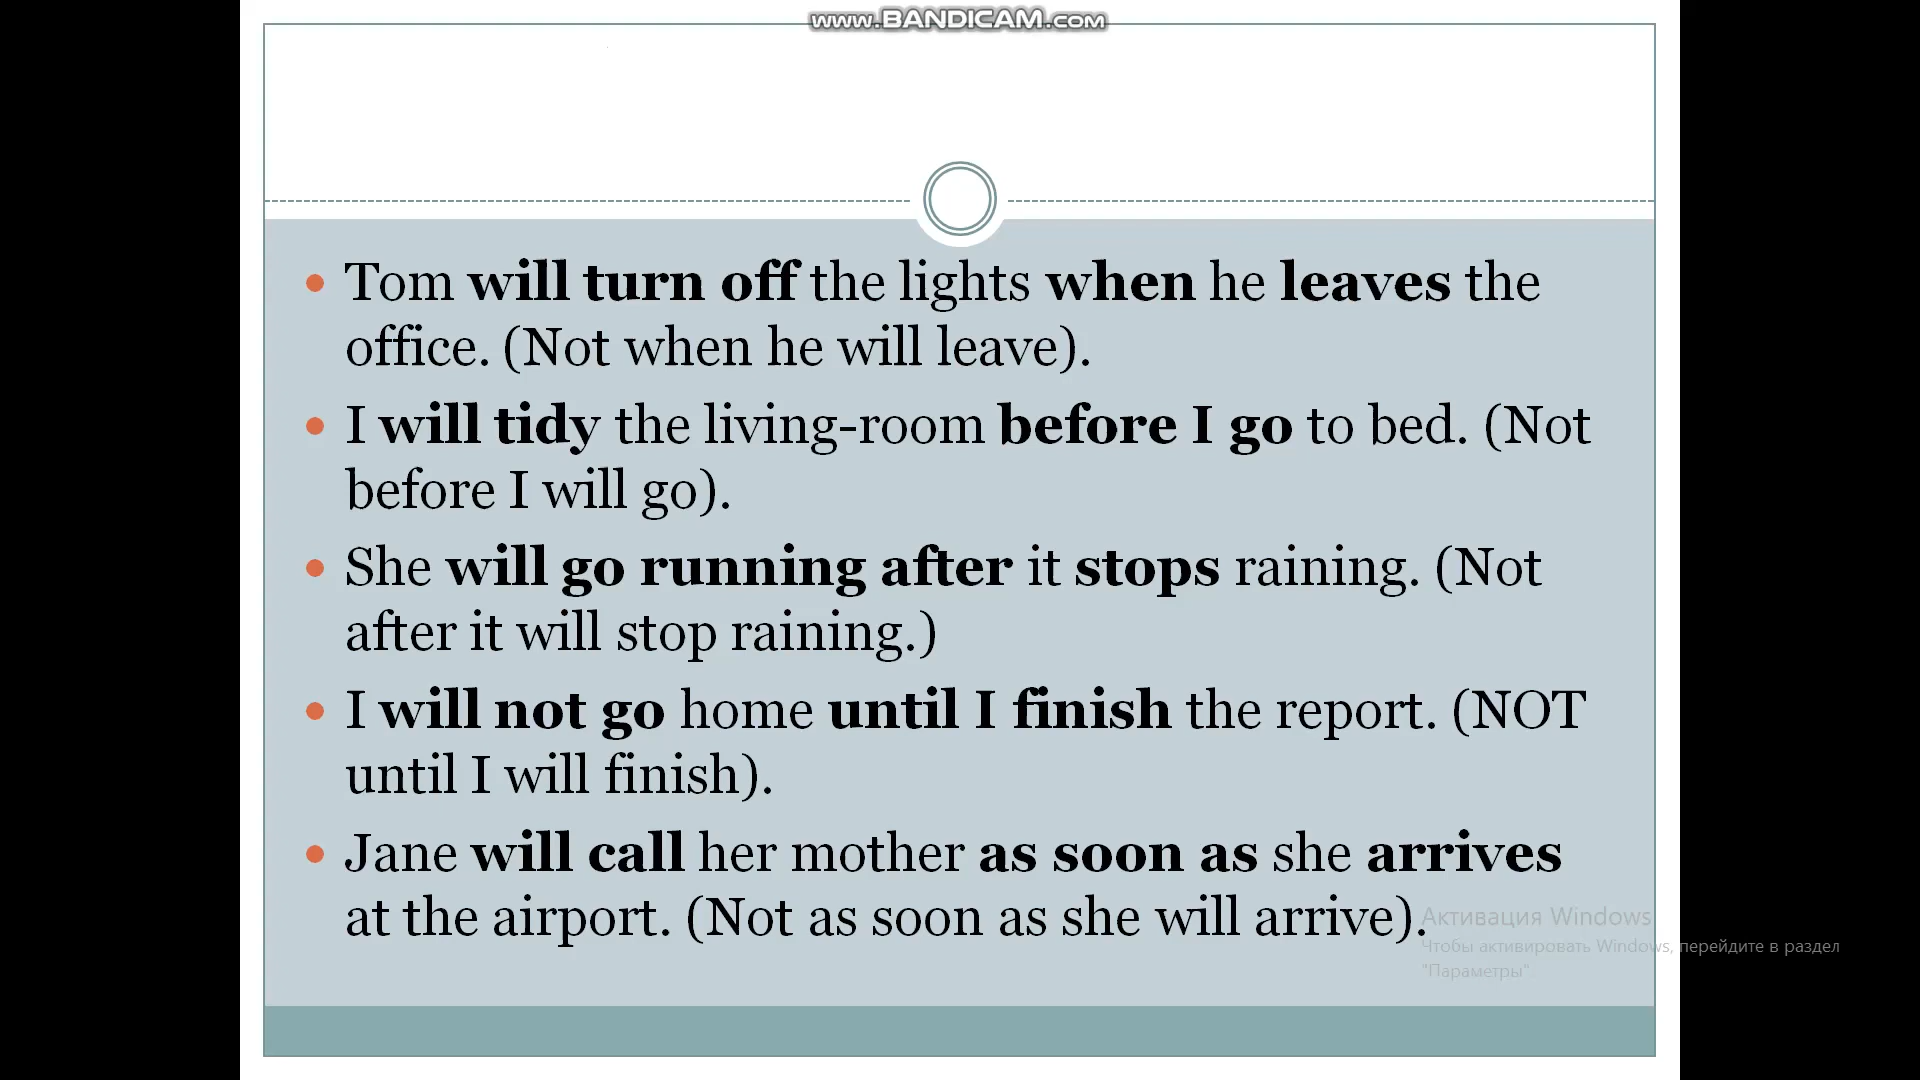 www.BANDICAM.com
Tom will turn off the lights when he leaves the
office. (Not when he will leave).
I will tidy the living-room before I go to bed. (Not
before I will go).
She will go running after it stops raining. (Not
after it will stop raining.)
I will not go home until I finish the report. (NOT
until I will finish).
Jane will call her mother as soon as she arrives
at the airport. (Not as soon as she will arrive).
Активация Windows
Чтобы активировать Windows, перейдите в раздел
"Параметры".